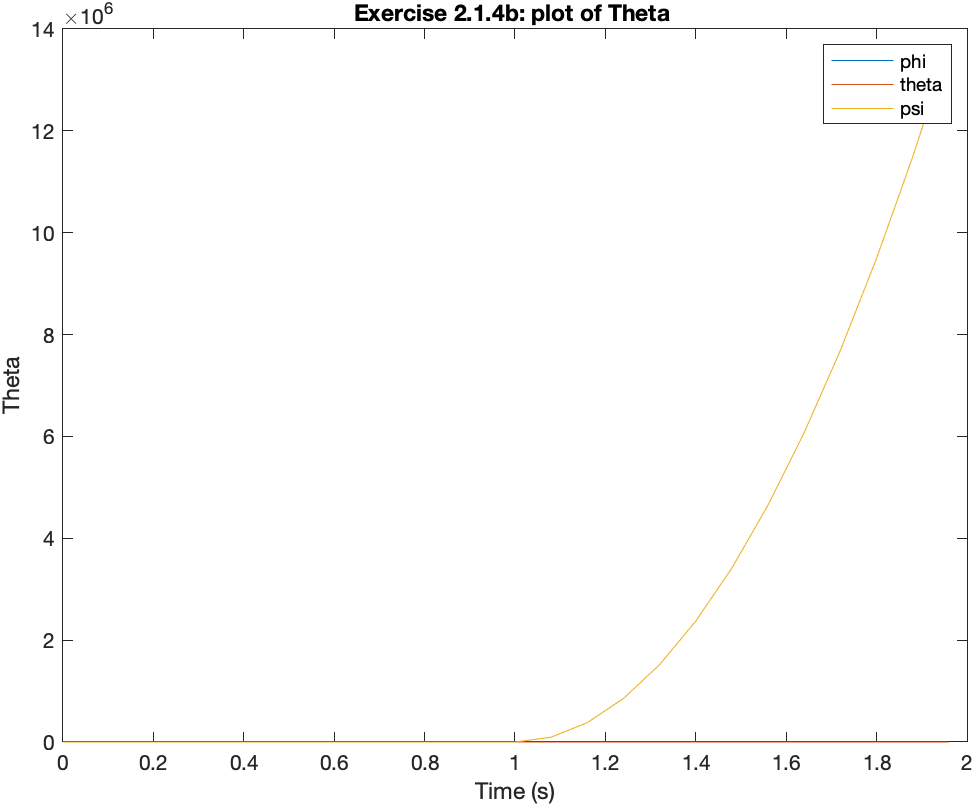 Exercise 2.1.4b: plot of Theta
×10⁶
14
12
10
8
6
4
2
0
Theta
phi
theta
psi
0 0.2 0.4 0.6 0.8 1 1.2 1.4 1.6 1.8 2
Time (s)